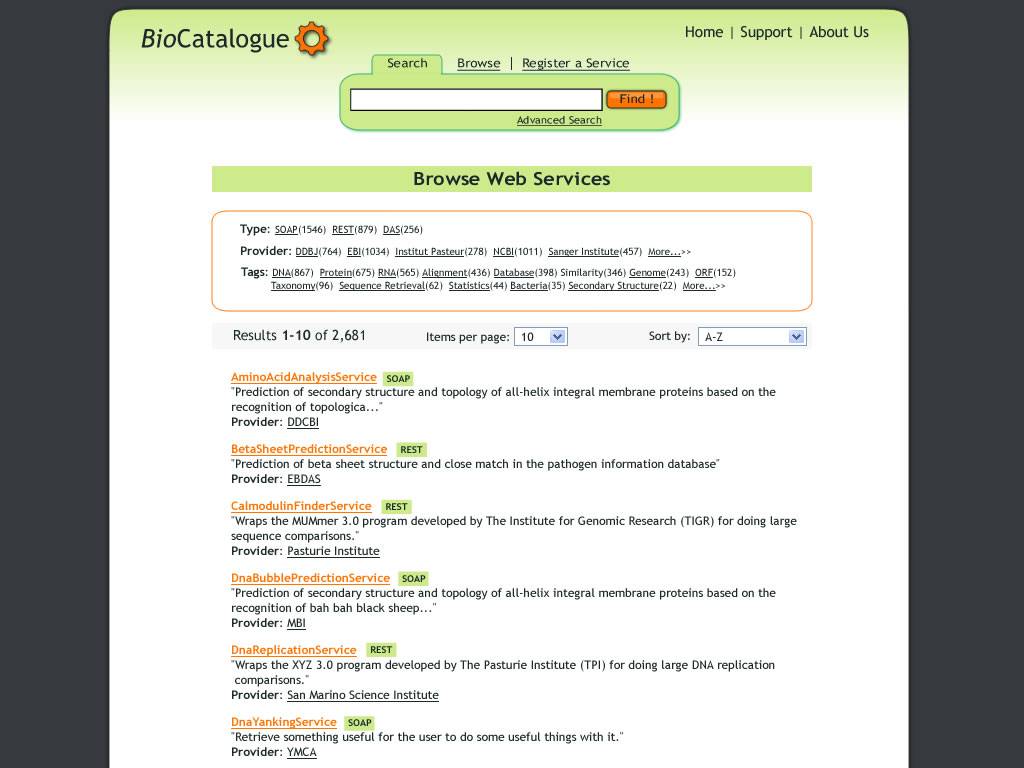 BioCatalogue
Home | Support | About Us
Search Browse | Register a Service
Find !
Advanced Search
Browse Web Services
Type: SOAP(1546) REST(879) DAS(256)
Provider: DDBJ(764) EBI(1034) Institut Pasteur(278) NCBI(1011) Sanger Institute(457) More...>>
Tags: DNA(867) Protein(675) RNA(565) Alignment(436) Database(398) Similarity(346) Genome(243) ORF(152)
Taxonomy(96) Sequence Retrieval(62) Statistics(44) Bacteria(35) Secondary Structure(22) More...>>
Results 1-10 of 2,681 Items per page: 10 Sort by: A-Z
AminoAcidAnalysisService SOAP
"Prediction of secondary structure and topology of all-helix integral membrane proteins based on the
recognition of topologica..."
Provider: DDCBI
BetaSheetPredictionService REST
"Prediction of beta sheet structure and close match in the pathogen information database"
Provider: EBDAS
CalmodulinFinderService REST
"Wraps the MUMmer 3.0 program developed by The Institute for Genomic Research (TIGR) for doing large
sequence comparisons."
Provider: Pasturie Institute
DnaBubblePredictionService SOAP
"Prediction of secondary structure and topology of all-helix integral membrane proteins based on the
recognition of bah bah black sheep..."
Provider: MBI
DnaReplicationService REST
"Wraps the XYZ 3.0 program developed by The Pasturie Institute (TPI) for doing large DNA replication
comparisons."
Provider: San Marino Science Institute
DnaYankingService SOAP
"Retrieve something useful for the user to do some useful things with it."
Provider: YMCA